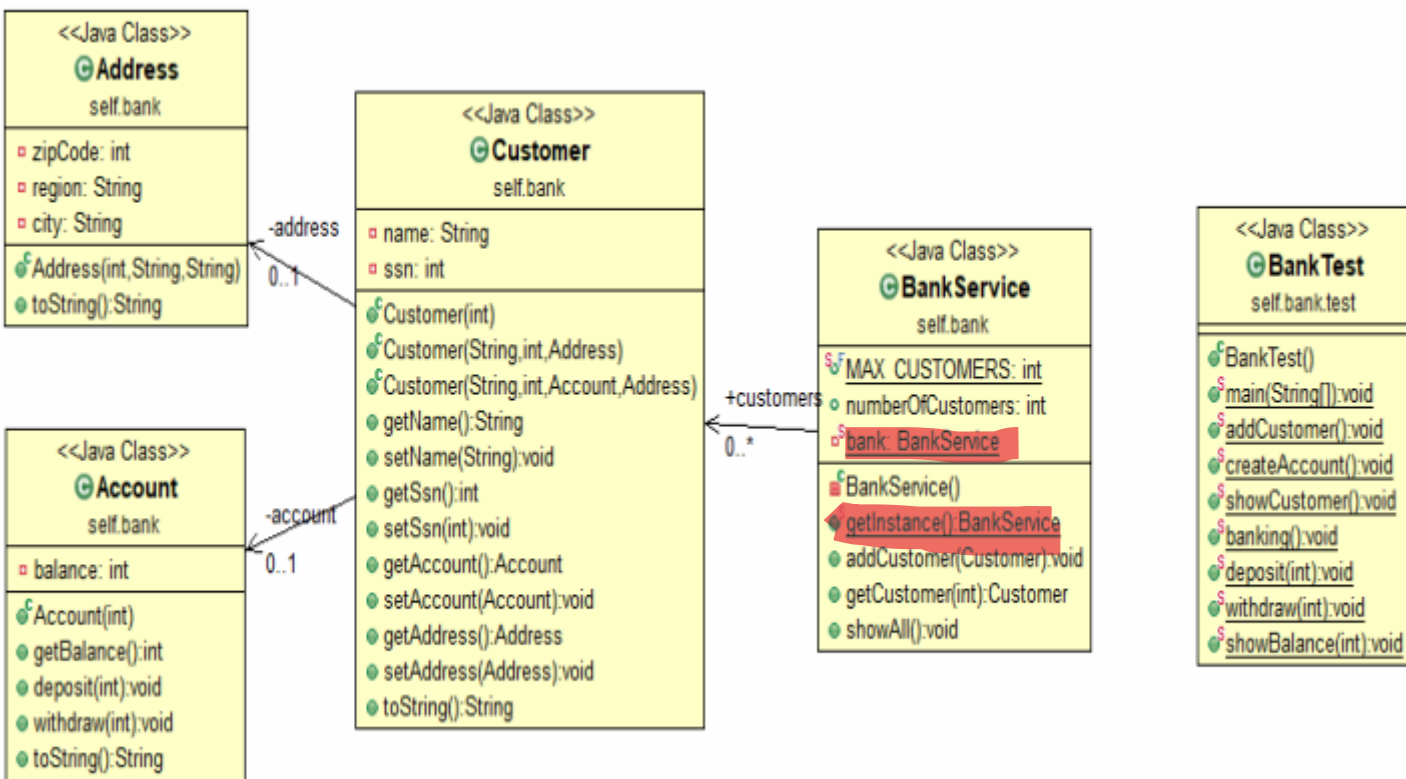 <<Java Class>>
Address
self.bank
zipCode: int
region: String
city: String
Address(int,String,String)
toString():String
<<Java Class>>
Account
self.bank
balance: int
Account(int)
getBalance():int
deposit(int):void
withdraw(int):void
toString():String
-address
0..1
-account
0..1
<<Java Class>>
Customer
self.bank
name: String
ssn: int
Customer(int)
Customer(String,int,Address)
Customer(String,int,Account,Address)
getName():String
setName(String):void
getSsn():int
setSsn(int):void
getAccount():Account
setAccount(Account):void
getAddress():Address
setAddress(Address):void
toString():String
+customers
0..*
<<Java Class>>
BankService
self.bank
MAX_CUSTOMERS: int
numberOfCustomers: int
bank: BankService
BankService()
getInstance():BankService
addCustomer(Customer):void
getCustomer(int):Customer
showAll():void
<<Java Class>>
BankTest
self.bank.test
BankTest()
main(String[]):void
addCustomer():void
createAccount():void
showCustomer():void
banking():void
deposit(int):void
withdraw(int):void
showBalance(int):void